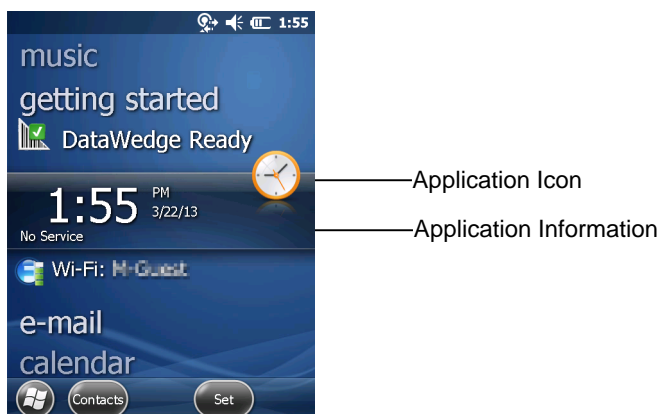 1:55
music
getting started
DataWedge Ready
Application Icon
1:55 PM
3/22/13
Application Information
No Service
Wi-Fi:
e-mail
calendar
Contacts
Set